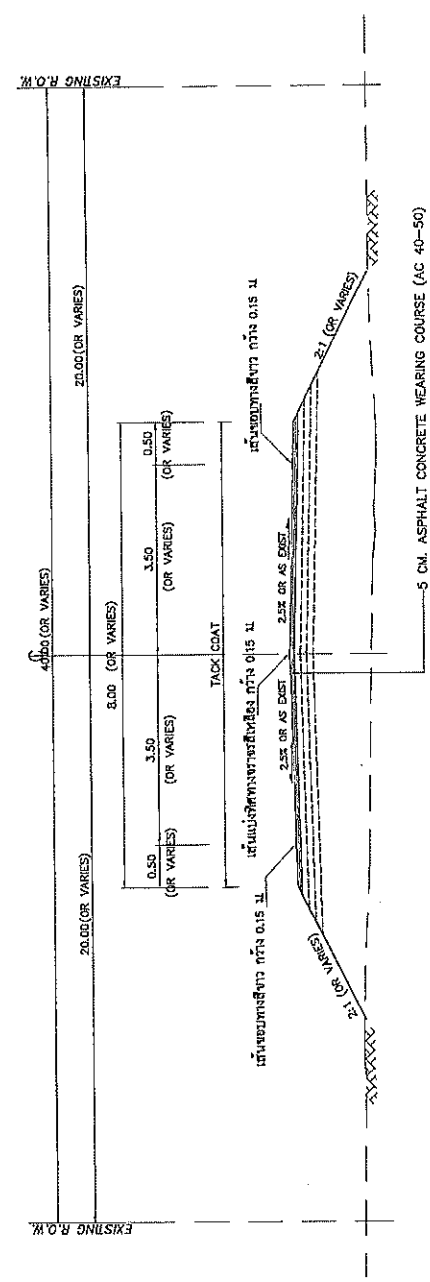 EXISTING R.O.W.
EXISTING R.O.W.
40.00 (OR VARIES)
20.00 (OR VARIES)
20.00 (OR VARIES)
8.00 (OR VARIES)
0.50
(OR VARIES)
3.50
(OR VARIES)
3.50
(OR VARIES)
0.50
(OR VARIES)
TACK COAT
เส้นขอบทางสีขาว กว้าง 0.15 ม
เส้นแบ่งทิศทางจราจรสีเหลือง กว้าง 0.15 ม
เส้นขอบทางสีขาว กว้าง 0.15 ม
2.5% OR AS EXIST
2.5% OR AS EXIST
2:1 (OR VARIES)
2:1 (OR VARIES)
5 CM. ASPHALT CONCRETE WEARING COURSE (AC 40-50)